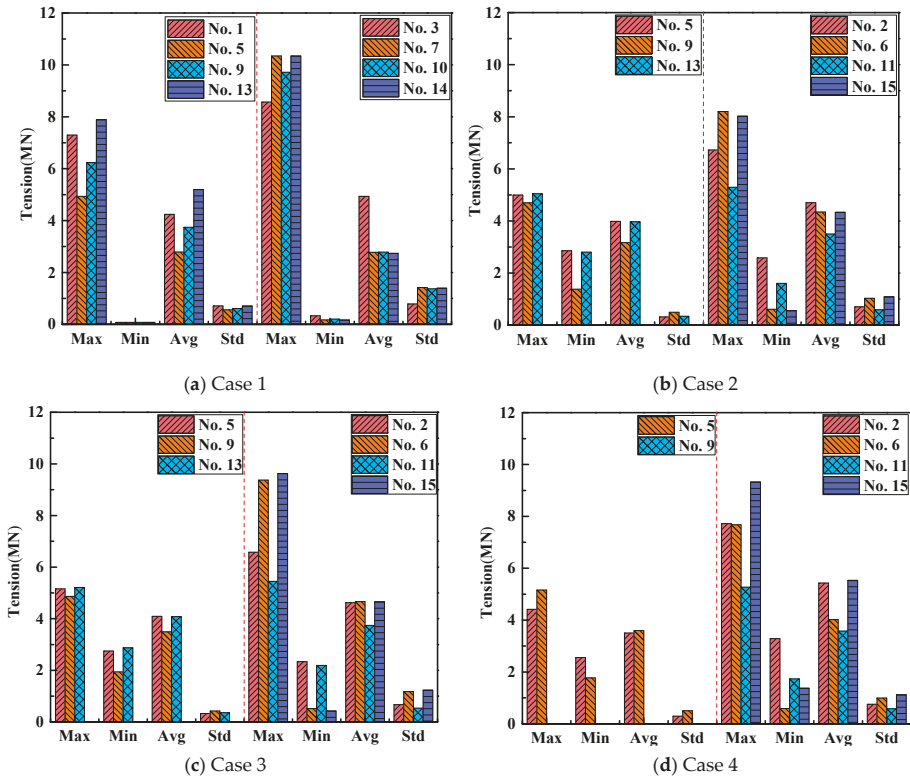 12
10
8
6
4
2
0
Tension(MN)
No. 1
No. 5
No. 9
No. 13
No. 3
No. 7
No. 10
No. 14
Max Min Avg Std Max Min Avg Std
(a) Case 1
12
10
8
6
4
2
0
Tension(MN)
No. 5
No. 9
No. 13
No. 2
No. 6
No. 11
No. 15
Max Min Avg Std Max Min Avg Std
(b) Case 2
12
10
8
6
4
2
0
Tension(MN)
No. 5
No. 9
No. 13
No. 2
No. 6
No. 11
No. 15
Max Min Avg Std Max Min Avg Std
(c) Case 3
12
10
8
6
4
2
0
Tension(MN)
No. 5
No. 9
No. 2
No. 6
No. 11
No. 15
Max Min Avg Std Max Min Avg Std
(d) Case 4